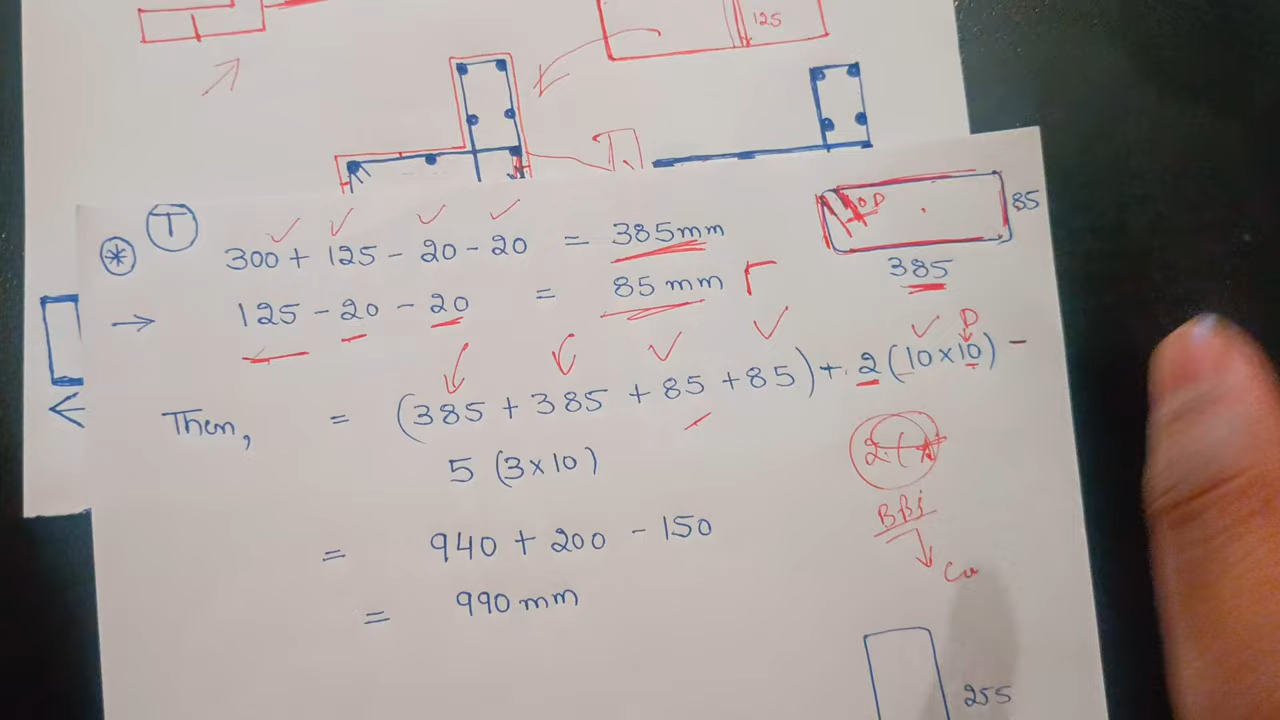 125
T
300 + 125 - 20 - 20 = 385mm
10D
85
385
→ 125 - 20 - 20 = 85 mm
D
Then, = (385 + 385 + 85 + 85) + 2 (10 × 10) -
5 (3 × 10)
BBS
= 940 + 200 - 150
= 990 mm
255